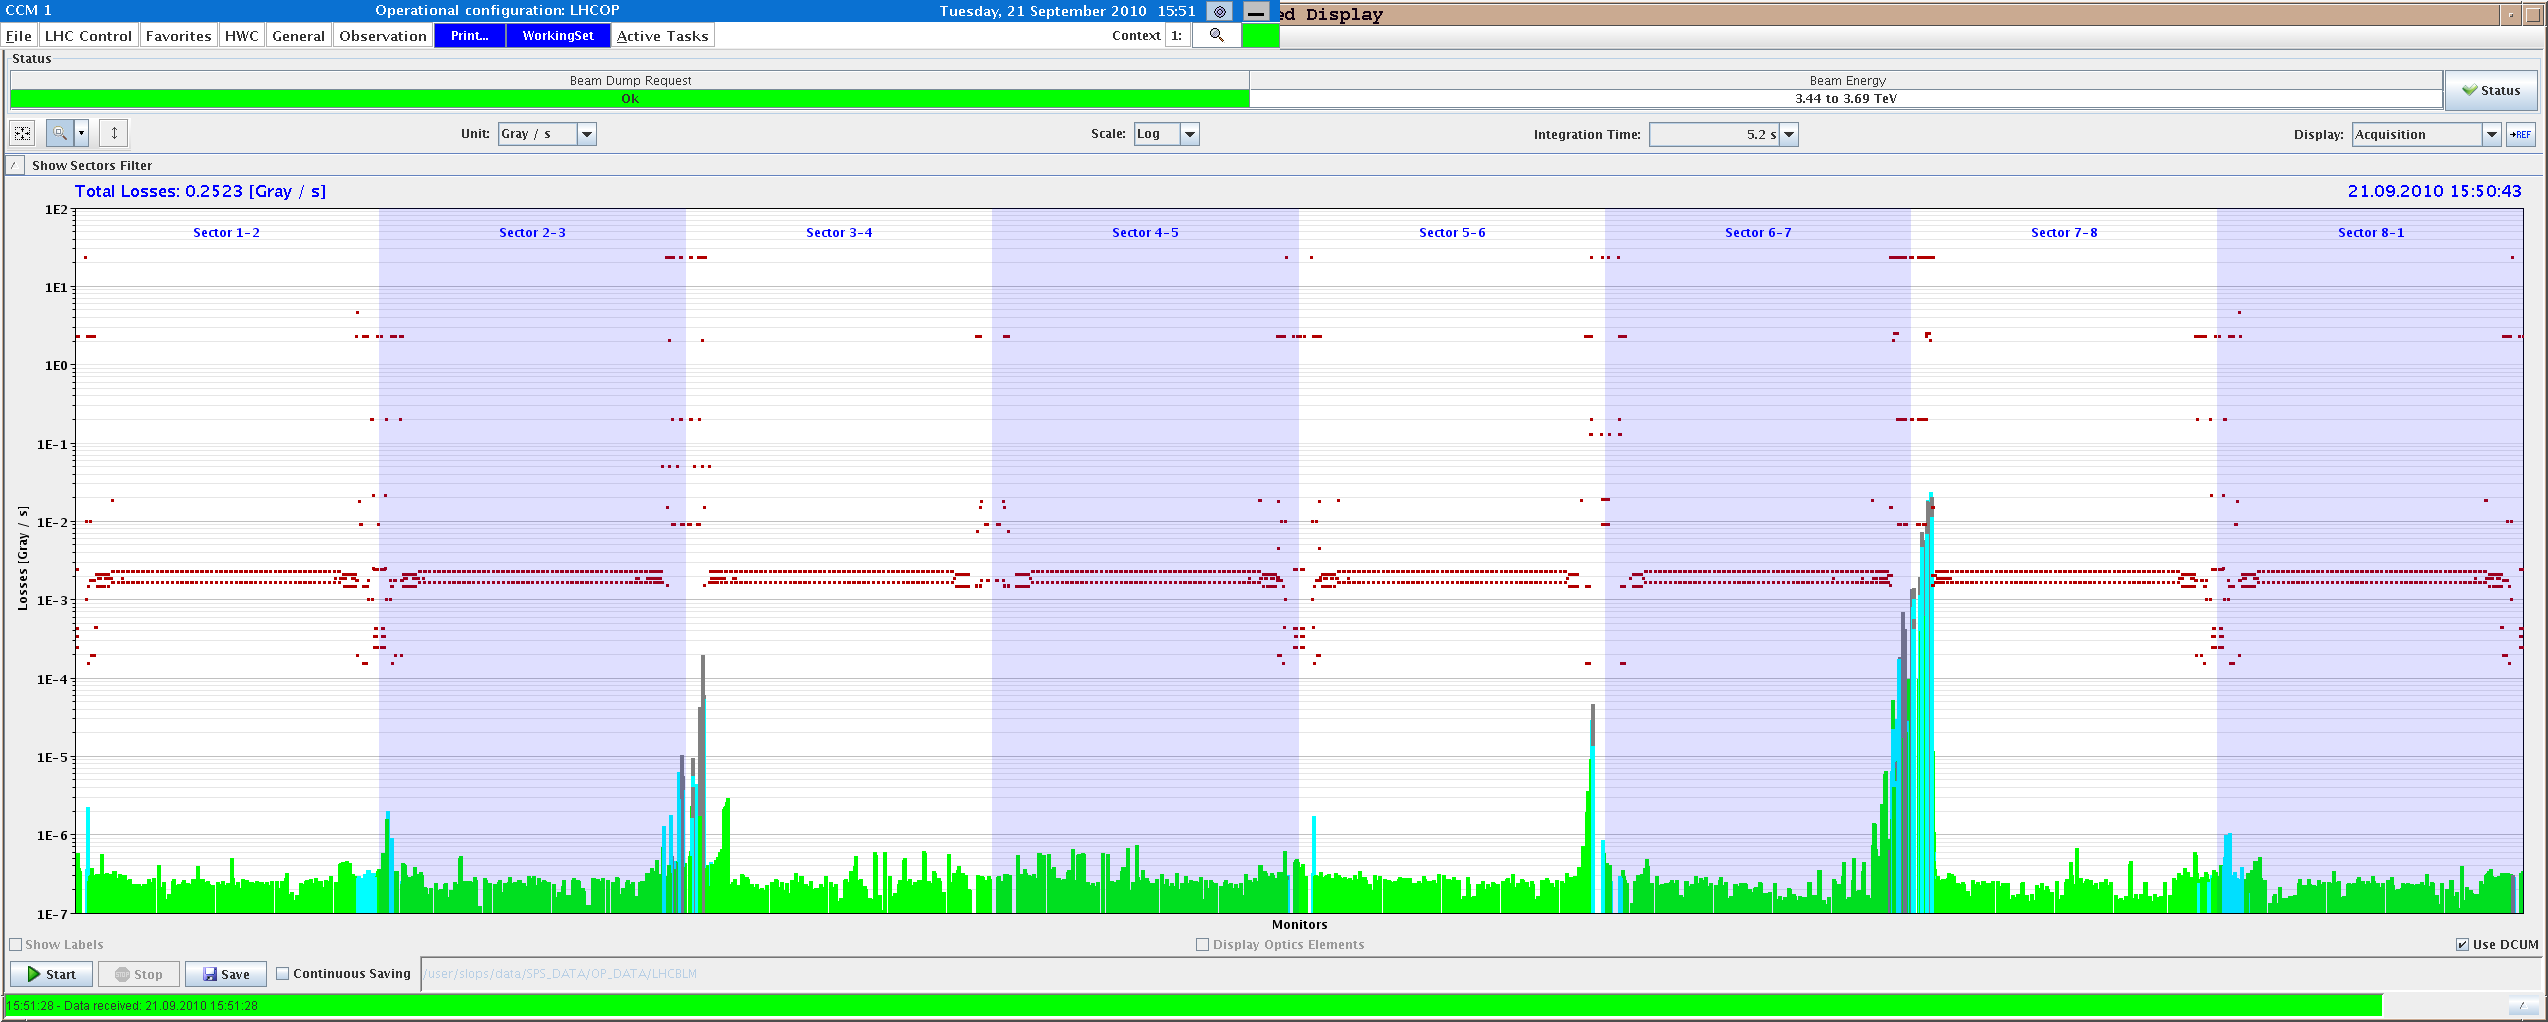 CCM 1 Operational configuration: LHCOP Tuesday, 21 September 2010 15:51 ed Display
File LHC Control Favorites HWC General Observation Print... WorkingSet Active Tasks Context 1:
Status
Beam Dump Request Beam Energy
Ok 3.44 to 3.69 TeV Status
Unit: Gray / s Scale: Log Integration Time: 5.2 s Display: Acquisition →REF
Show Sectors Filter
Total Losses: 0.2523 [Gray / s] 21.09.2010 15:50:43
1E2
Sector 1-2 Sector 2-3 Sector 3-4 Sector 4-5 Sector 5-6 Sector 6-7 Sector 7-8 Sector 8-1
1E1
1E0
1E-1
1E-2
1E-3
1E-4
1E-5
1E-6
1E-7
Losses [Gray / s]
Monitors
Show Labels Display Optics Elements Use DCUM
Start Stop Save Continuous Saving /user/slops/data/SPS_DATA/OP_DATA/LHCBLM
15:51:28 - Data received: 21.09.2010 15:51:28